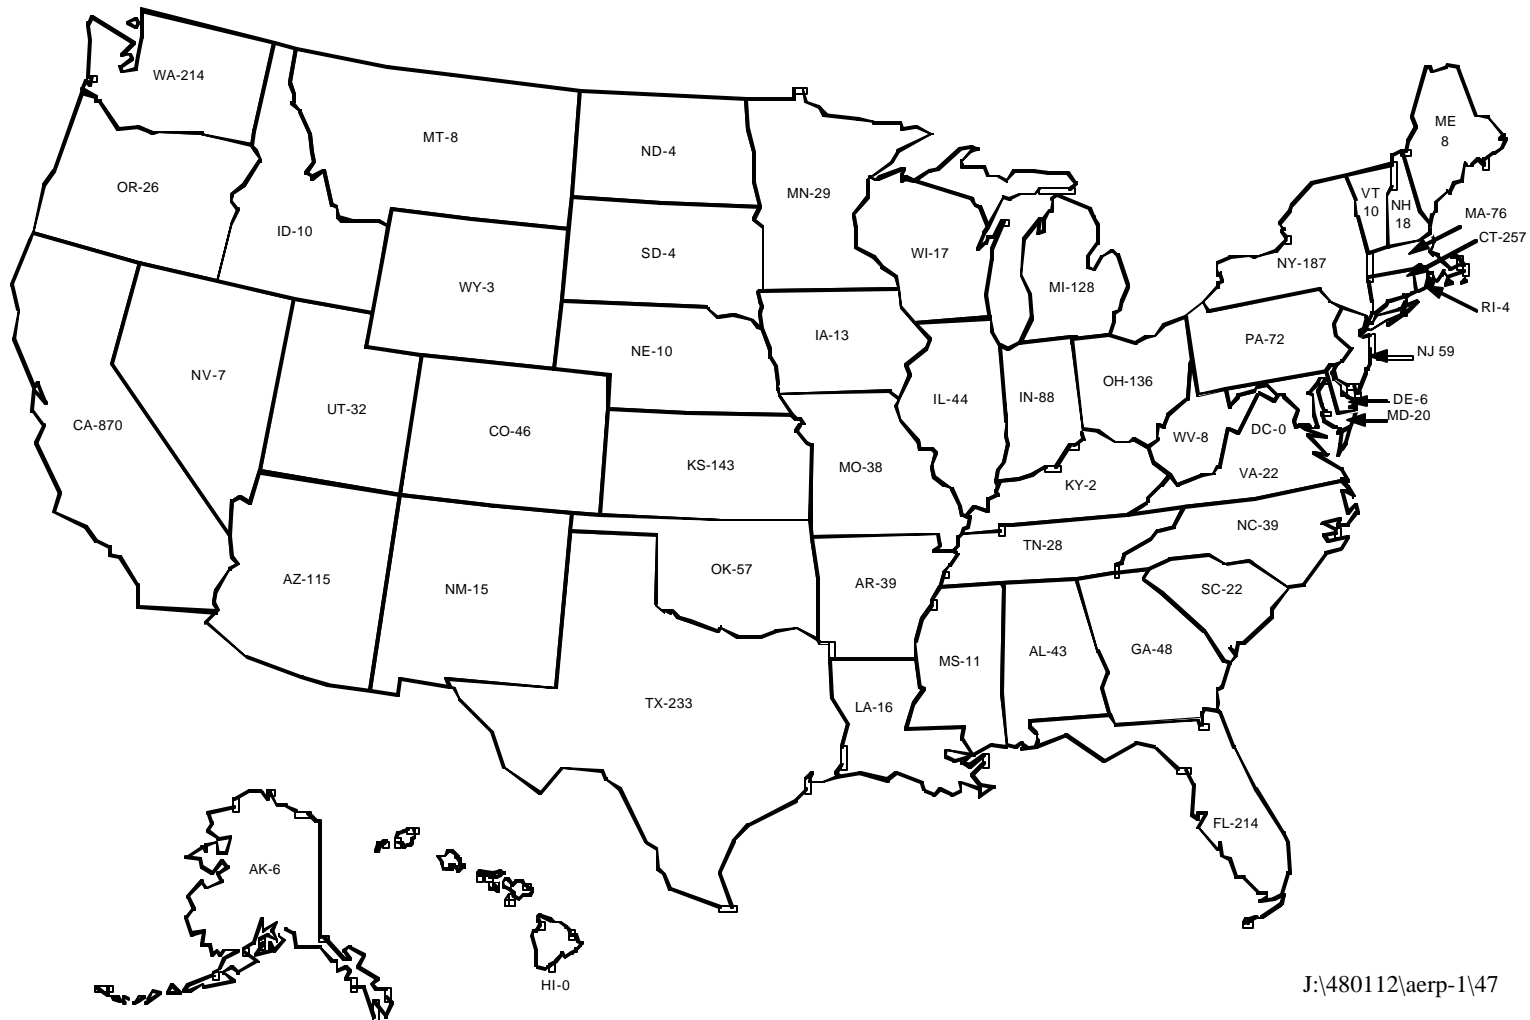 WA-214
MT-8
ND-4
ME
8
OR-26
MN-29
VT
10
NH
18
MA-76
CT-257
ID-10
SD-4
WI-17
NY-187
WY-3
MI-128
RI-4
IA-13
PA-72
NE-10
NJ 59
NV-7
OH-136
UT-32
IL-44
IN-88
DE-6
MD-20
CA-870
CO-46
WV-8
DC-0
KS-143
MO-38
VA-22
KY-2
NC-39
TN-28
AZ-115
NM-15
OK-57
AR-39
SC-22
MS-11
AL-43
GA-48
TX-233
LA-16
FL-214
AK-6
HI-0
J:\480112\aerp-1\47